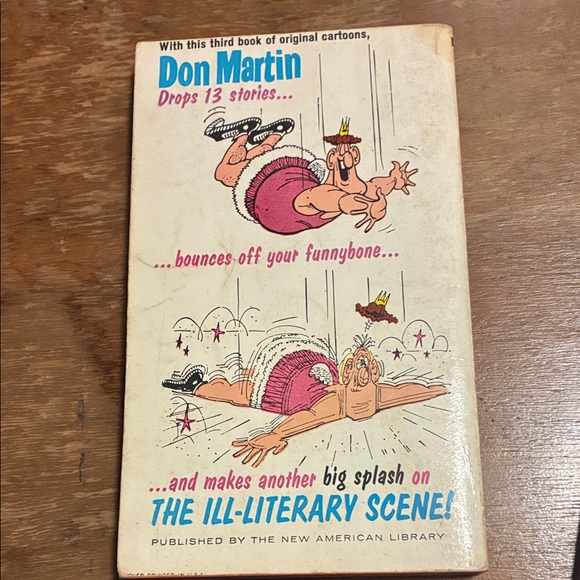 With this third book of original cartoons,
Don Martin
Drops 13 stories...
...bounces off your funnybone...
...and makes another big splash on
THE ILL-LITERARY SCENE!
PUBLISHED BY THE NEW AMERICAN LIBRARY